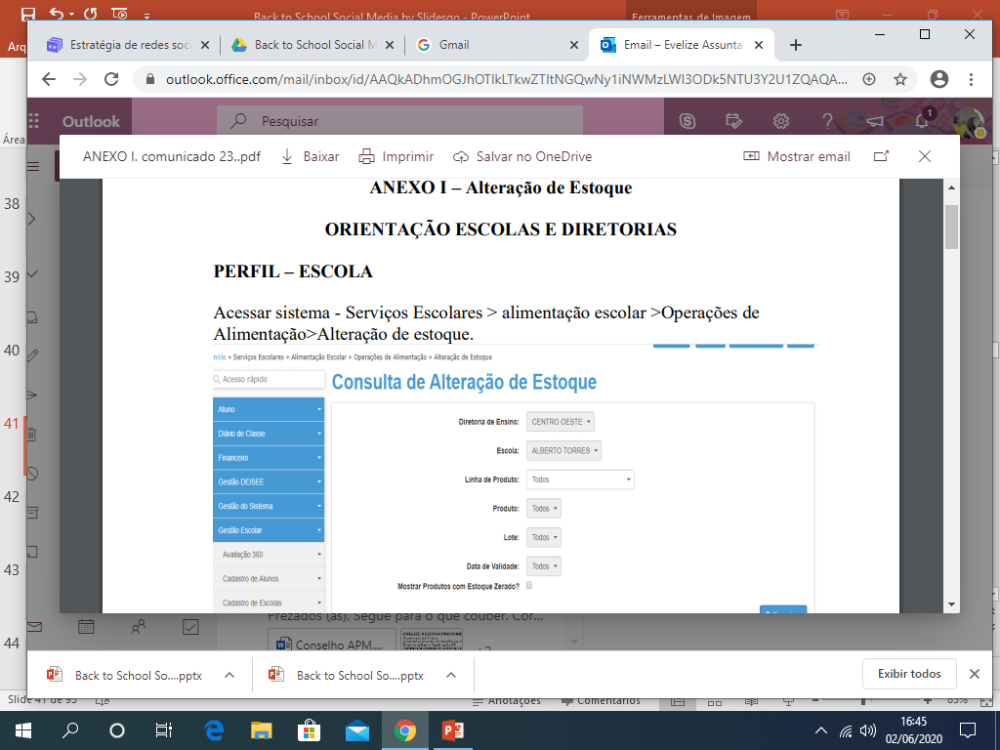 Back to School Social Media by Slidesgo - PowerPoint
Ferramentas de Imagem
Arq
Estratégia de redes soci
Back to School Social M
Gmail
Email – Evelize Assunta
outlook.office.com/mail/inbox/id/AAQkADhmOGJhOTlkLTkwZTItNGQwNy1iNWMzLWI3ODk5NTU3Y2U1ZQAQA...
Outlook
Pesquisar
1
Área
ANEXO I. comunicado 23..pdf
Baixar
Imprimir
Salvar no OneDrive
Mostrar email
ANEXO I – Alteração de Estoque
ORIENTAÇÃO ESCOLAS E DIRETORIAS
PERFIL – ESCOLA
Acessar sistema - Serviços Escolares > alimentação escolar >Operações de
Alimentação>Alteração de estoque.
Início » Serviços Escolares » Alimentação Escolar » Operações de Alimentação » Alteração de Estoque
Acesso rápido
Consulta de Alteração de Estoque
Aluno
Diário de Classe
Financeiro
Gestão DE/SEE
Gestão do Sistema
Gestão Escolar
Avaliação 360
Cadastro de Alunos
Cadastro de Escolas
Diretoria de Ensino: CENTRO OESTE
Escola: ALBERTO TORRES
Linha de Produto: Todos
Produto: Todos
Lote: Todos
Data de Validade: Todos
Mostrar Produtos com Estoque Zerado?
38
39
40
41
42
43
44
Prezados (as), Segue para o que couber. Cor...
Conselho APM....
Back to School So....pptx
Back to School So....pptx
Exibir todos
Slide 41 de 93
Anotações
Comentários
85%
16:45
02/06/2020